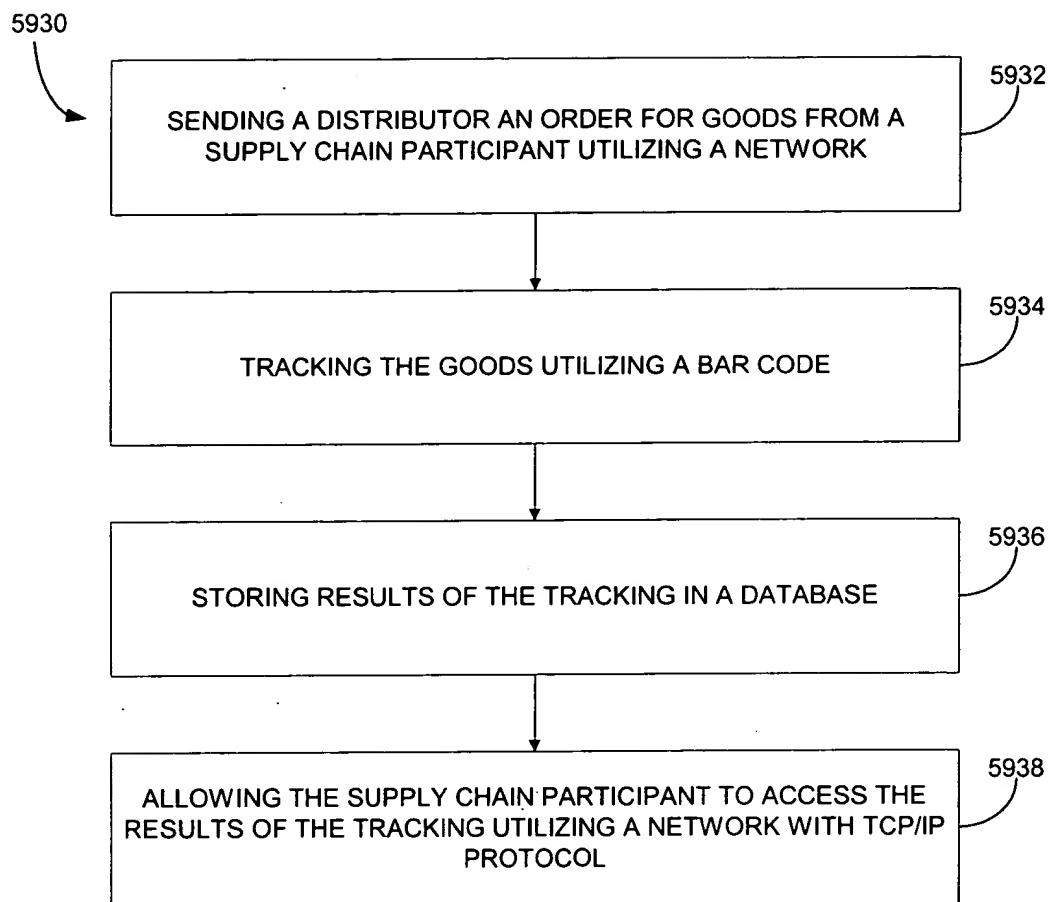 5930
5932
SENDING A DISTRIBUTOR AN ORDER FOR GOODS FROM A
SUPPLY CHAIN PARTICIPANT UTILIZING A NETWORK
5934
TRACKING THE GOODS UTILIZING A BAR CODE
5936
STORING RESULTS OF THE TRACKING IN A DATABASE
5938
ALLOWING THE SUPPLY CHAIN PARTICIPANT TO ACCESS THE
RESULTS OF THE TRACKING UTILIZING A NETWORK WITH TCP/IP
PROTOCOL